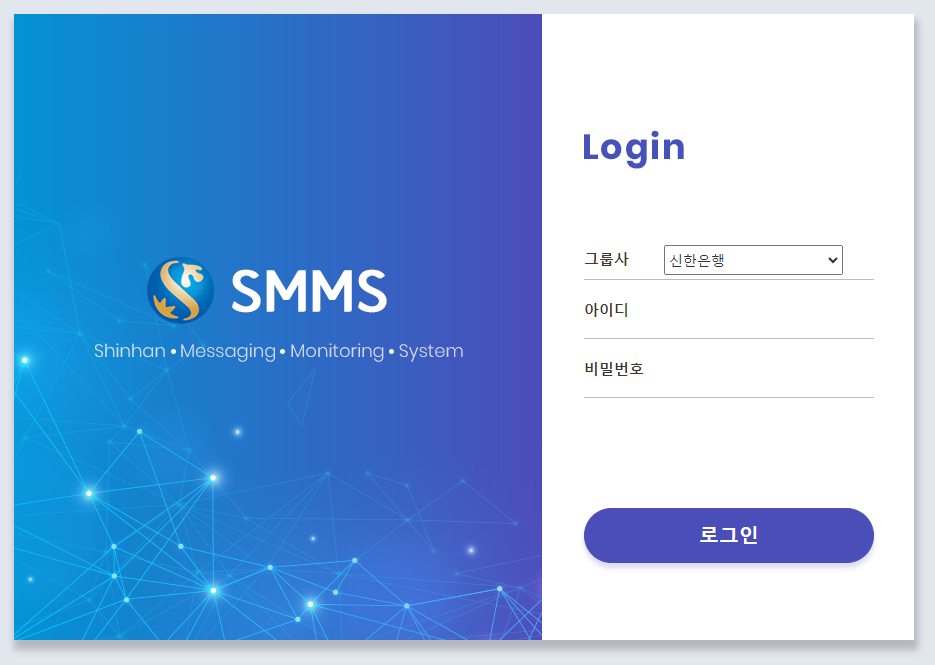 SMMS
Shinhan • Messaging • Monitoring • System
Login
그룹사 신한은행
아이디
비밀번호
로그인